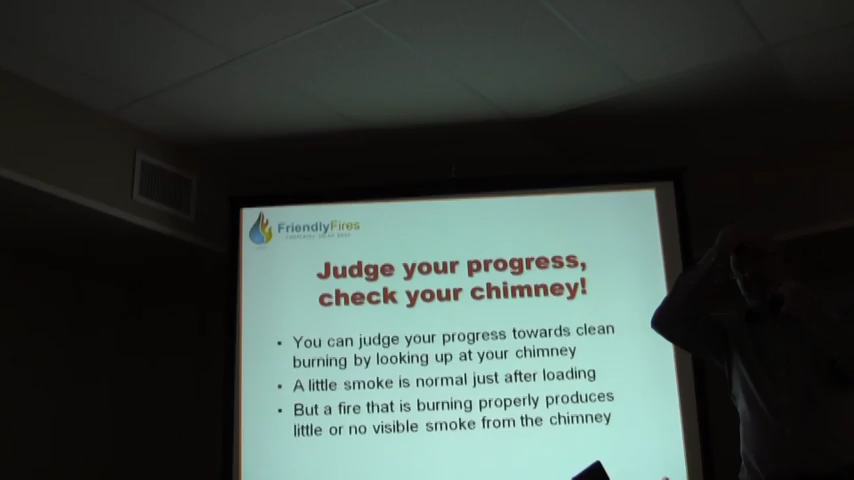 FriendlyFires
Judge your progress,
check your chimney!
• You can judge your progress towards clean
burning by looking up at your chimney
• A little smoke is normal just after loading
• But a fire that is burning properly produces
little or no visible smoke from the chimney